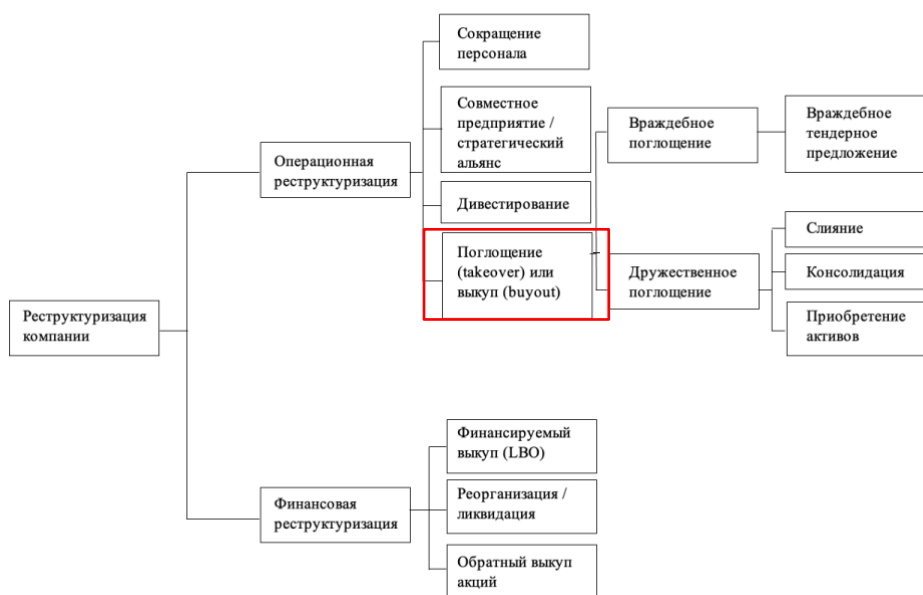 Реструктуризация
компании
Операционная
реструктуризация
Сокращение
персонала
Совместное
предприятие /
стратегический
альянс
Дивестирование
Поглощение
(takeover) или
выкуп (buyout)
Враждебное
поглощение
Враждебное
тендерное
предложение
Дружественное
поглощение
Слияние
Консолидация
Приобретение
активов
Финансовая
реструктуризация
Финансируемый
выкуп (LBO)
Реорганизация /
ликвидация
Обратный выкуп
акций